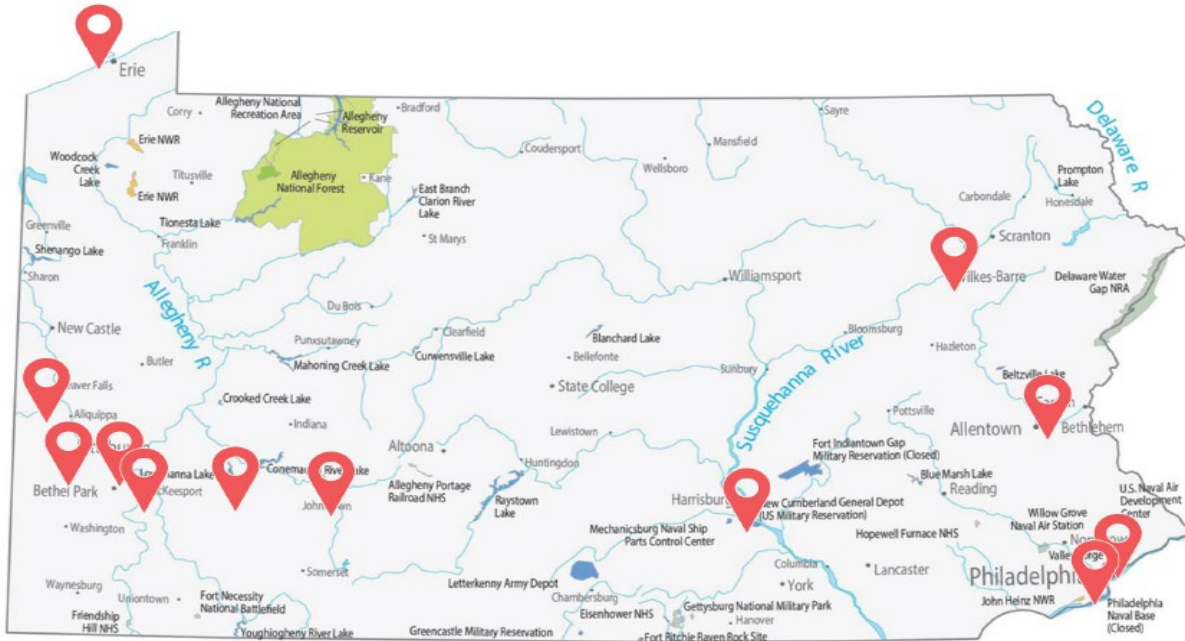 Erie
Corry
Allegheny National
Recreation Area
Allegheny
Reservoir
Bradford
Sayre
Delaware R
Erie NWR
Woodcock
Creek
Lake
Titusville
Erie NWR
Allegheny
National Forest
Kane
Coudersport
Mansfield
Wellsboro
Prompton
Lake
Carbondale
Honesdale
East Branch
Clarion River
Lake
Tionesta Lake
Greenville
Franklin
St Marys
Scranton
Shenango Lake
Sharon
Williamsport
Delaware Water
Gap NRA
Allegheny R
Du Bois
New Castle
Clearfield
Bloomsburg
Punxsutawney
Blanchard Lake
Hazleton
Butler
Mahoning Creek Lake
Curwensville Lake
Bellefonte
Susquehanna River
Sunbury
Beltzville Lake
State College
Crooked Creek Lake
Aliquippa
Pottsville
Indiana
Lewistown
Allentown
Bethlehem
Altoona
Fort Indiantown Gap
Military Reservation (Closed)
Huntingdon
Blue Marsh Lake
Bethel Park
Allegheny Portage
Railroad NHS
Raystown
Lake
Reading
U.S. Naval Air
Development
Center
Harrisburg
(US Military Reservation)
Willow Grove
Naval Air Station
Washington
Mechanicsburg Naval Ship
Parts Control Center
Hopewell Furnace NHS
Somerset
Columbia
Lancaster
Philadelphia
Waynesburg
Uniontown
Fort Necessity
National Battlefield
Letterkenny Army Depot
Chambersburg
York
John Heinz NWR
Friendship
Hill NHS
Gettysburg National Military Park
Eisenhower NHS
Hanover
Philadelphia
Naval Base
(Closed)
Youghiogheny River Lake
Greencastle Military Reservation
Fort Ritchie Raven Rock Site